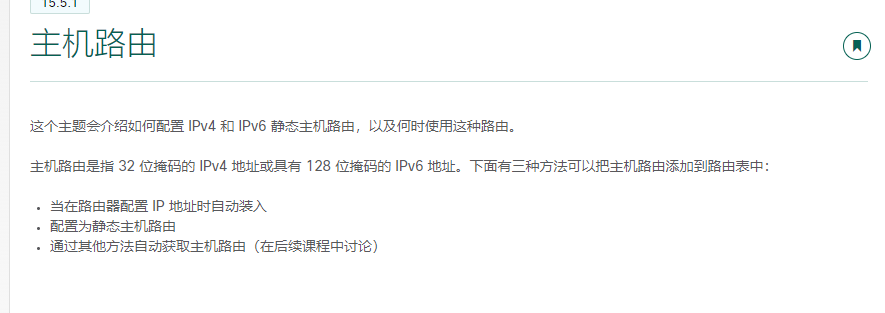 15.5.1
主机路由
这个主题会介绍如何配置 IPv4 和 IPv6 静态主机路由，以及何时使用这种路由。
主机路由是指 32 位掩码的 IPv4 地址或具有 128 位掩码的 IPv6 地址。下面有三种方法可以把主机路由添加到路由表中：
• 当在路由器配置 IP 地址时自动装入
• 配置为静态主机路由
• 通过其他方法自动获取主机路由（在后续课程中讨论）